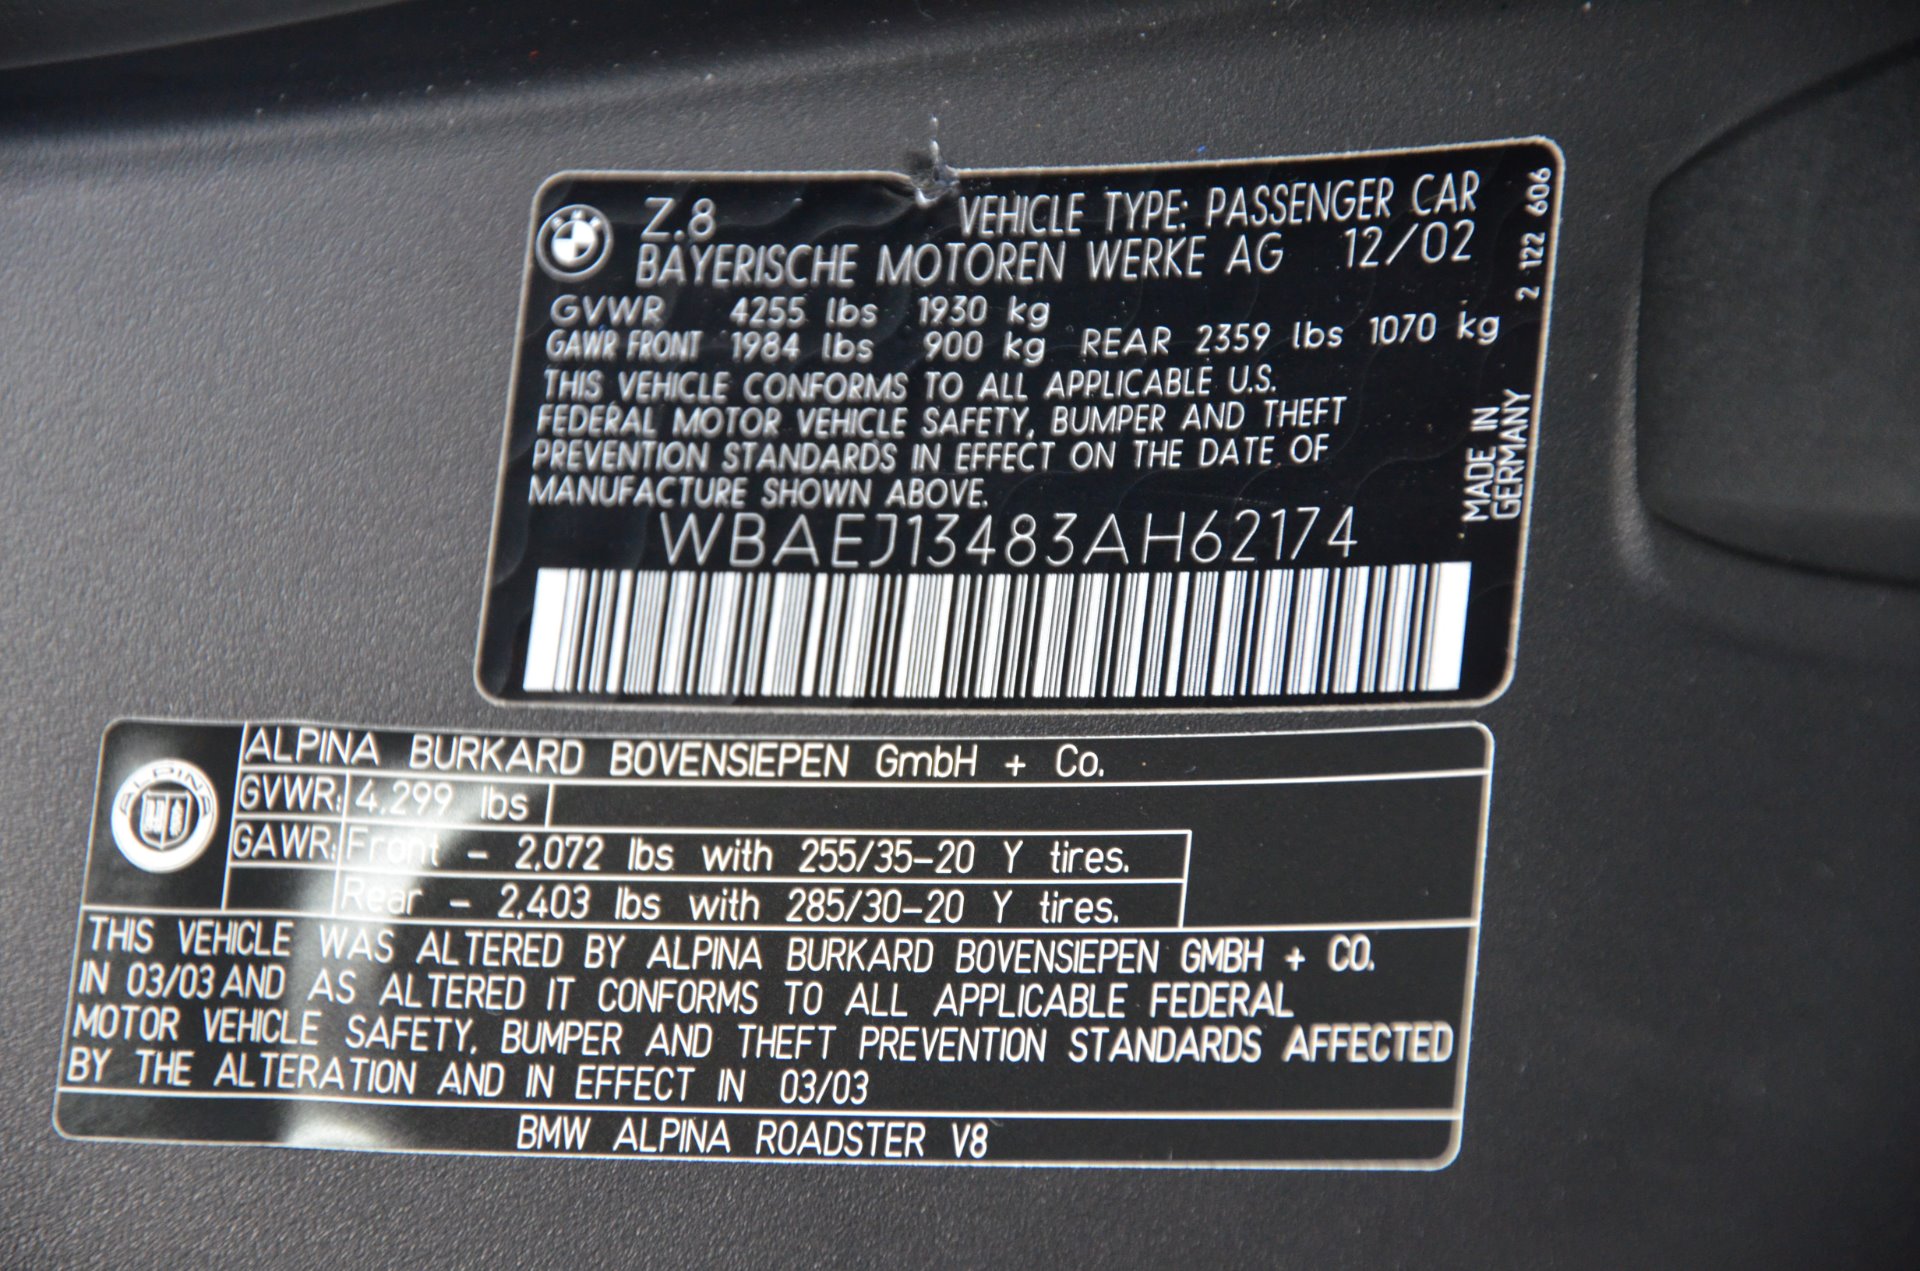 Z.8 VEHICLE TYPE: PASSENGER CAR
BAYERISCHE MOTOREN WERKE AG 12/02
GVWR 4255 lbs 1930 kg
GAWR FRONT 1984 lbs 900 kg REAR 2359 lbs 1070 kg
THIS VEHICLE CONFORMS TO ALL APPLICABLE U.S.
FEDERAL MOTOR VEHICLE SAFETY, BUMPER AND THEFT
PREVENTION STANDARDS IN EFFECT ON THE DATE OF
MANUFACTURE SHOWN ABOVE.
WBAEJ13483AH62174
2 122 606
MADE IN
GERMANY
ALPINA
ALPINA BURKARD BOVENSIEPEN GmbH + Co.
GVWR: 4,299 lbs
GAWR: Front - 2,072 lbs with 255/35-20 Y tires.
Rear - 2,403 lbs with 285/30-20 Y tires.
THIS VEHICLE WAS ALTERED BY ALPINA BURKARD BOVENSIEPEN GMBH + CO.
IN 03/03 AND AS ALTERED IT CONFORMS TO ALL APPLICABLE FEDERAL
MOTOR VEHICLE SAFETY, BUMPER AND THEFT PREVENTION STANDARDS AFFECTED
BY THE ALTERATION AND IN EFFECT IN 03/03
BMW ALPINA ROADSTER V8